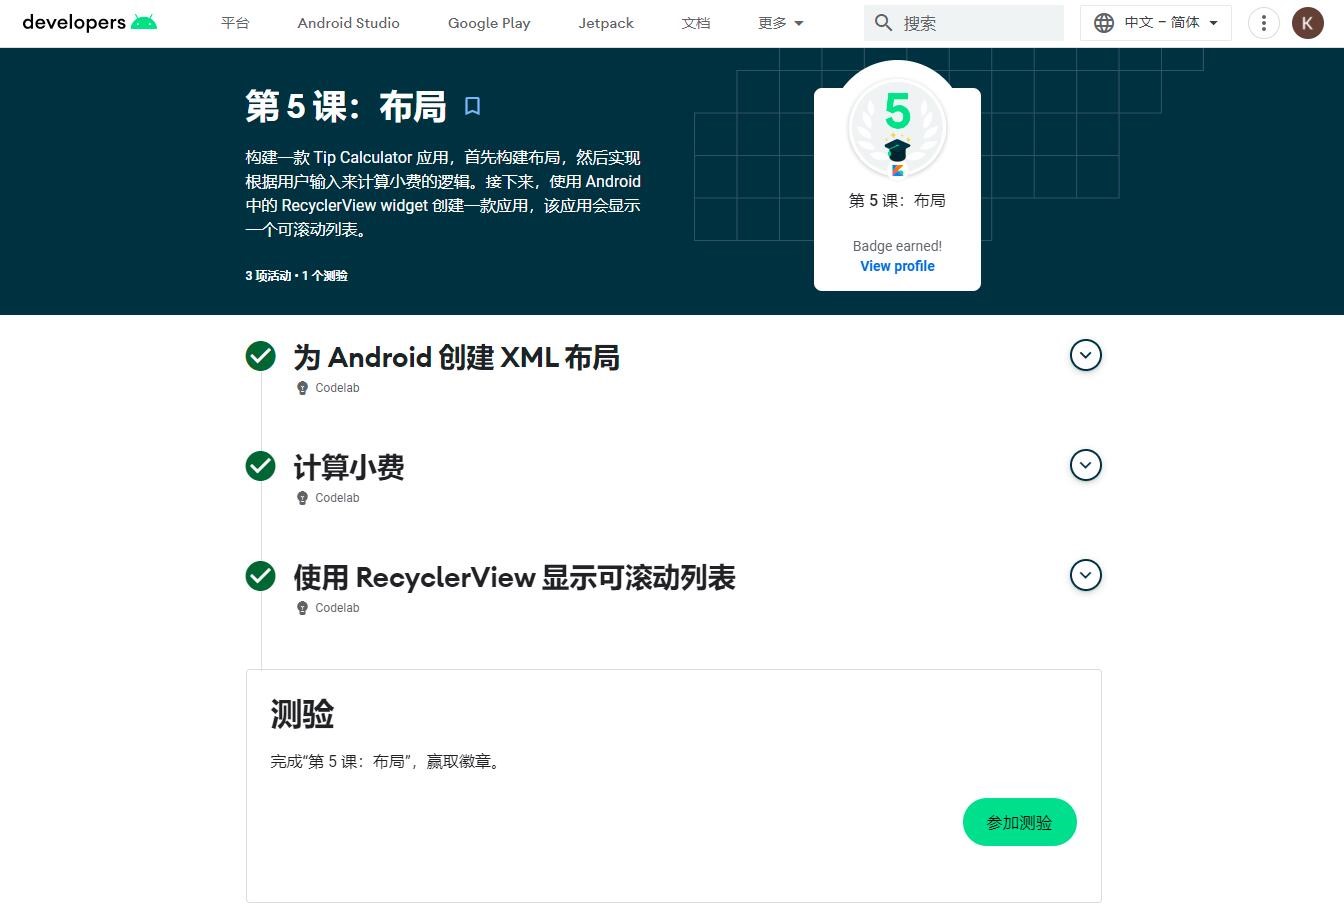 developers
平台
Android Studio
Google Play
Jetpack
文档
更多
搜索
中文 – 简体
K
第 5 课：布局
构建一款 Tip Calculator 应用，首先构建布局，然后实现
根据用户输入来计算小费的逻辑。接下来，使用 Android
中的 RecyclerView widget 创建一款应用，该应用会显示
一个可滚动列表。
3 项活动 • 1 个测验
5
第 5 课：布局
Badge earned!
View profile
为 Android 创建 XML 布局
Codelab
计算小费
Codelab
使用 RecyclerView 显示可滚动列表
Codelab
测验
完成“第 5 课：布局”，赢取徽章。
参加测验